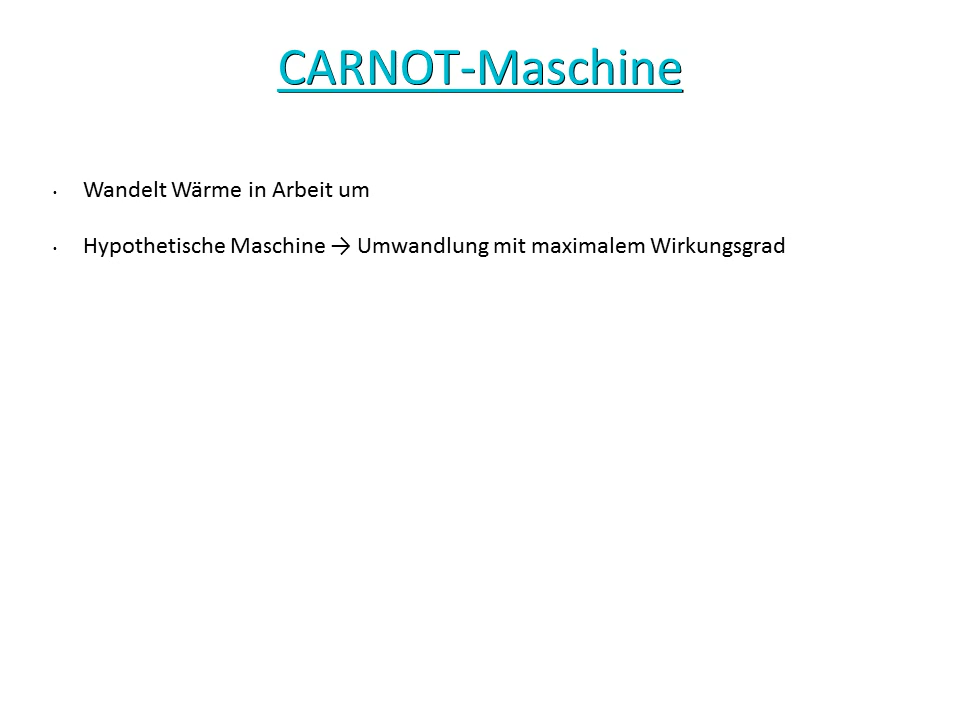 CARNOT-Maschine
• Wandelt Wärme in Arbeit um
• Hypothetische Maschine → Umwandlung mit maximalem Wirkungsgrad